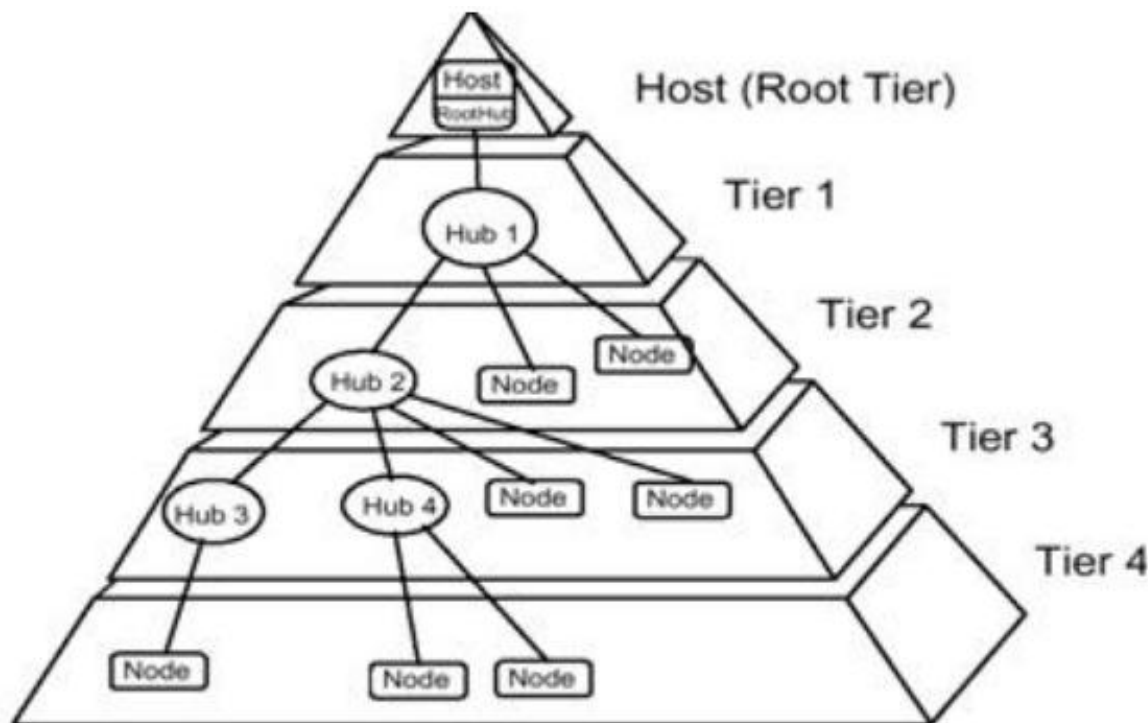 Host
RootHub
Host (Root Tier)
Tier 1
Hub 1
Tier 2
Node
Hub 2
Node
Tier 3
Hub 3
Hub 4
Node
Node
Tier 4
Node
Node
Node